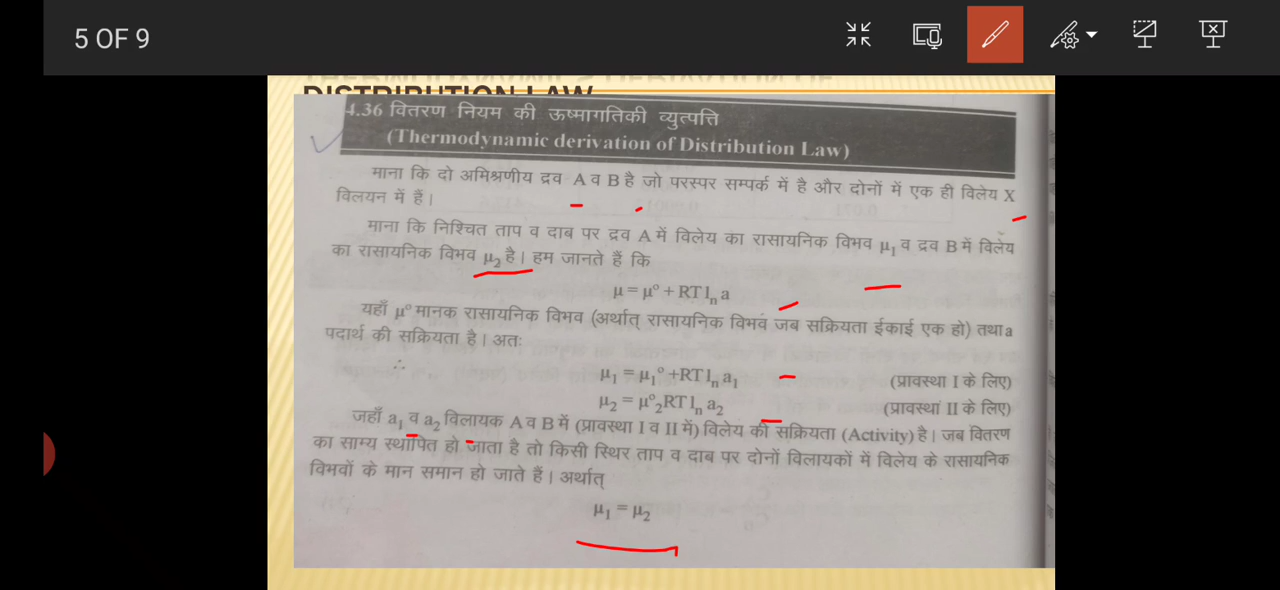 5 OF 9
DISTRIBUTION LAW
4.36 वितरण नियम की ऊष्मागतिकी व्युत्पत्ति
(Thermodynamic derivation of Distribution Law)
माना कि दो अमिश्रणीय द्रव A व B है जो परस्पर सम्पर्क में है और दोनों में एक ही विलेय X
विलयन में हैं।
माना कि निश्चित ताप व दाब पर द्रव A में विलेय का रासायनिक विभव μ₁ व द्रव B में विलेय
का रासायनिक विभव μ₂ है। हम जानते हैं कि
μ = μ° + RT lₙ a
यहाँ μ° मानक रासायनिक विभव (अर्थात् रासायनिक विभव जब सक्रियता ईकाई एक हो) तथा a
पदार्थ की सक्रियता है। अतः
∴
μ₁ = μ₁° +RT lₙ a₁ (प्रावस्था I के लिए)
μ₂ = μ°₂RT lₙ a₂ (प्रावस्था II के लिए)
जहाँ a₁ व a₂ विलायक A व B में (प्रावस्था I व II में) विलेय की सक्रियता (Activity) है। जब वितरण
का साम्य स्थापित हो जाता है तो किसी स्थिर ताप व दाब पर दोनों विलायकों में विलेय के रासायनिक
विभवों के मान समान हो जाते हैं। अर्थात्
μ₁ = μ₂